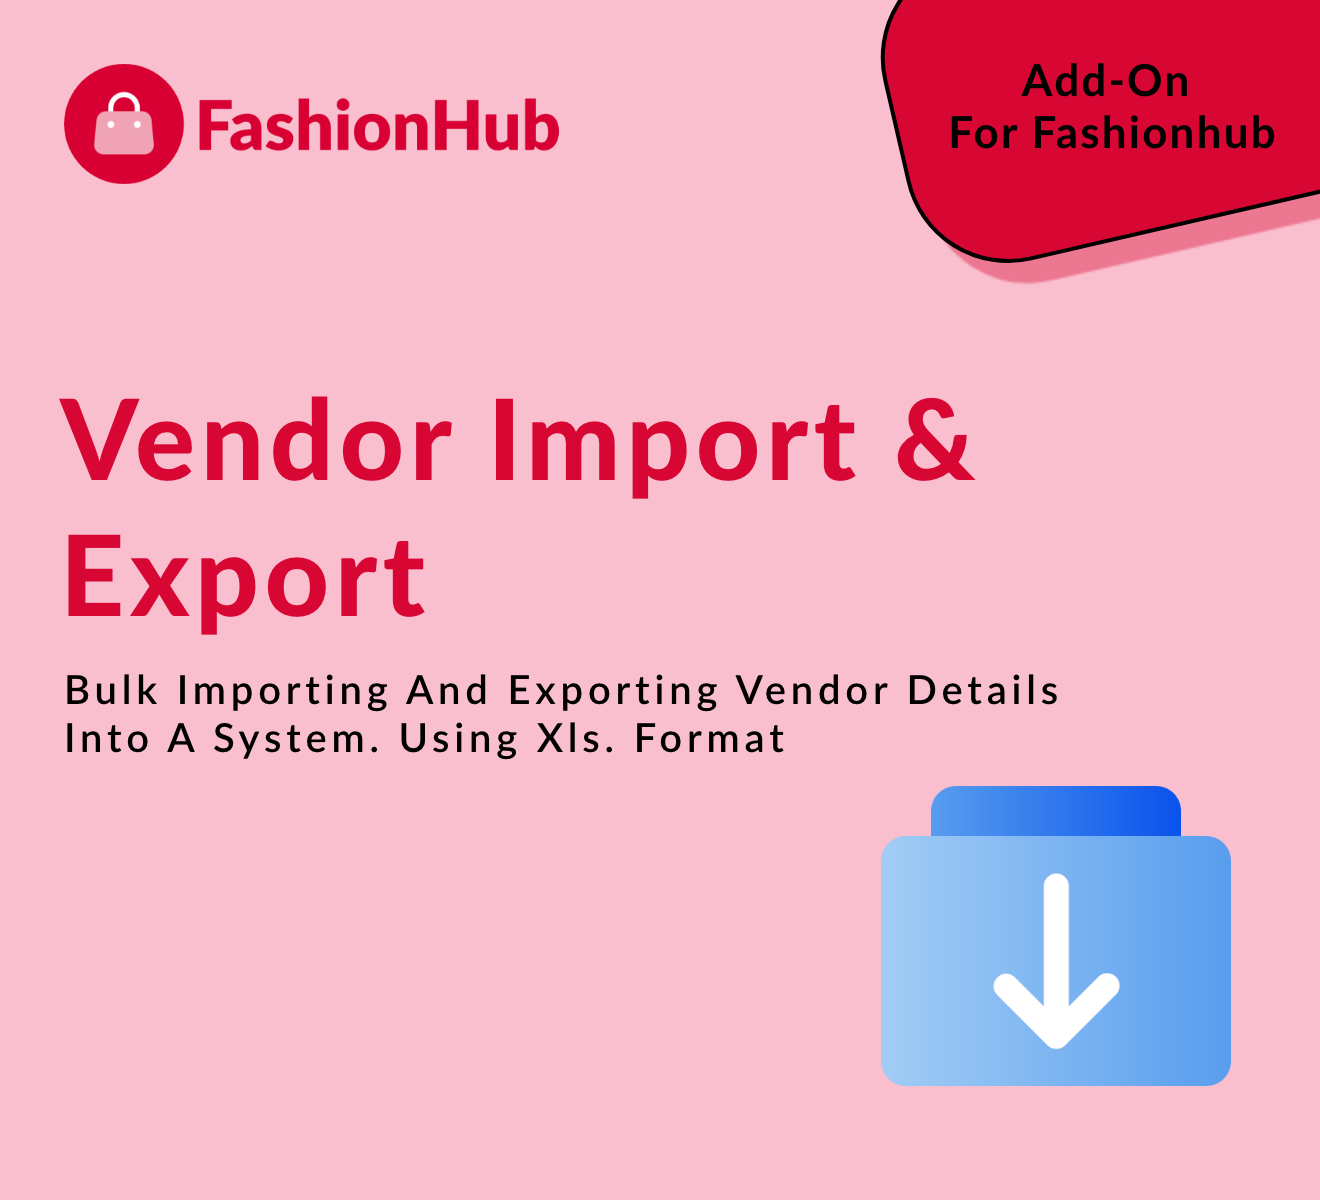 FashionHub
Add-On
For Fashionhub
Vendor Import &
Export
Bulk Importing And Exporting Vendor Details
Into A System. Using Xls. Format